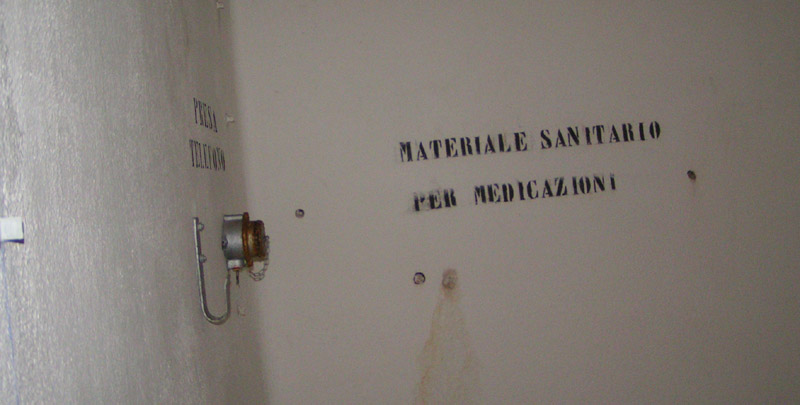 PRESA
TELEFONO
MATERIALE SANITARIO
PER MEDICAZIONI